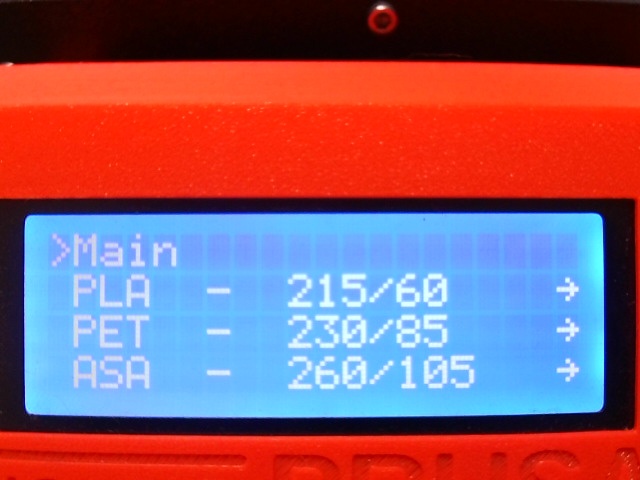 >Main
PLA - 215/60 →
PET - 230/85 →
ASA - 260/105 →